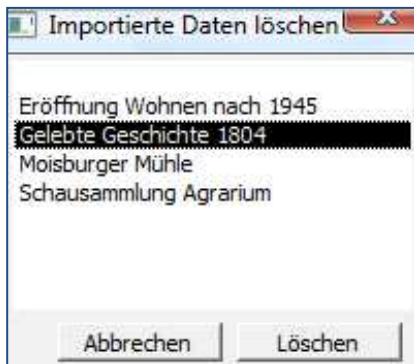 Importierte Daten löschen
Eröffnung Wohnen nach 1945
Gelebte Geschichte 1804
Moisburger Mühle
Schausammlung Agrarium
Abbrechen Löschen